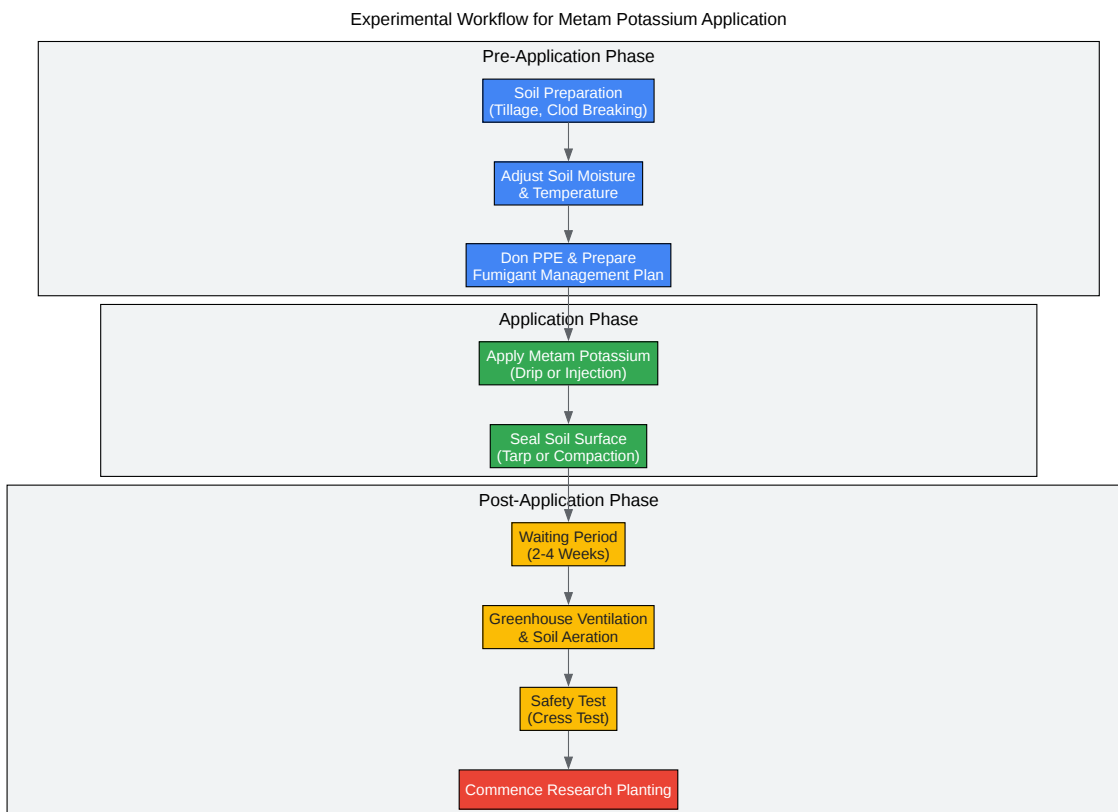 Experimental Workflow for Metam Potassium Application
Pre-Application Phase
Soil Preparation
(Tillage, Clod Breaking)
Adjust Soil Moisture
& Temperature
Don PPE & Prepare
Fumigant Management Plan
Application Phase
Apply Metam Potassium
(Drip or Injection)
Seal Soil Surface
(Tarp or Compaction)
Post-Application Phase
Waiting Period
(2-4 Weeks)
Greenhouse Ventilation
& Soil Aeration
Safety Test
(Cress Test)
Commence Research Planting